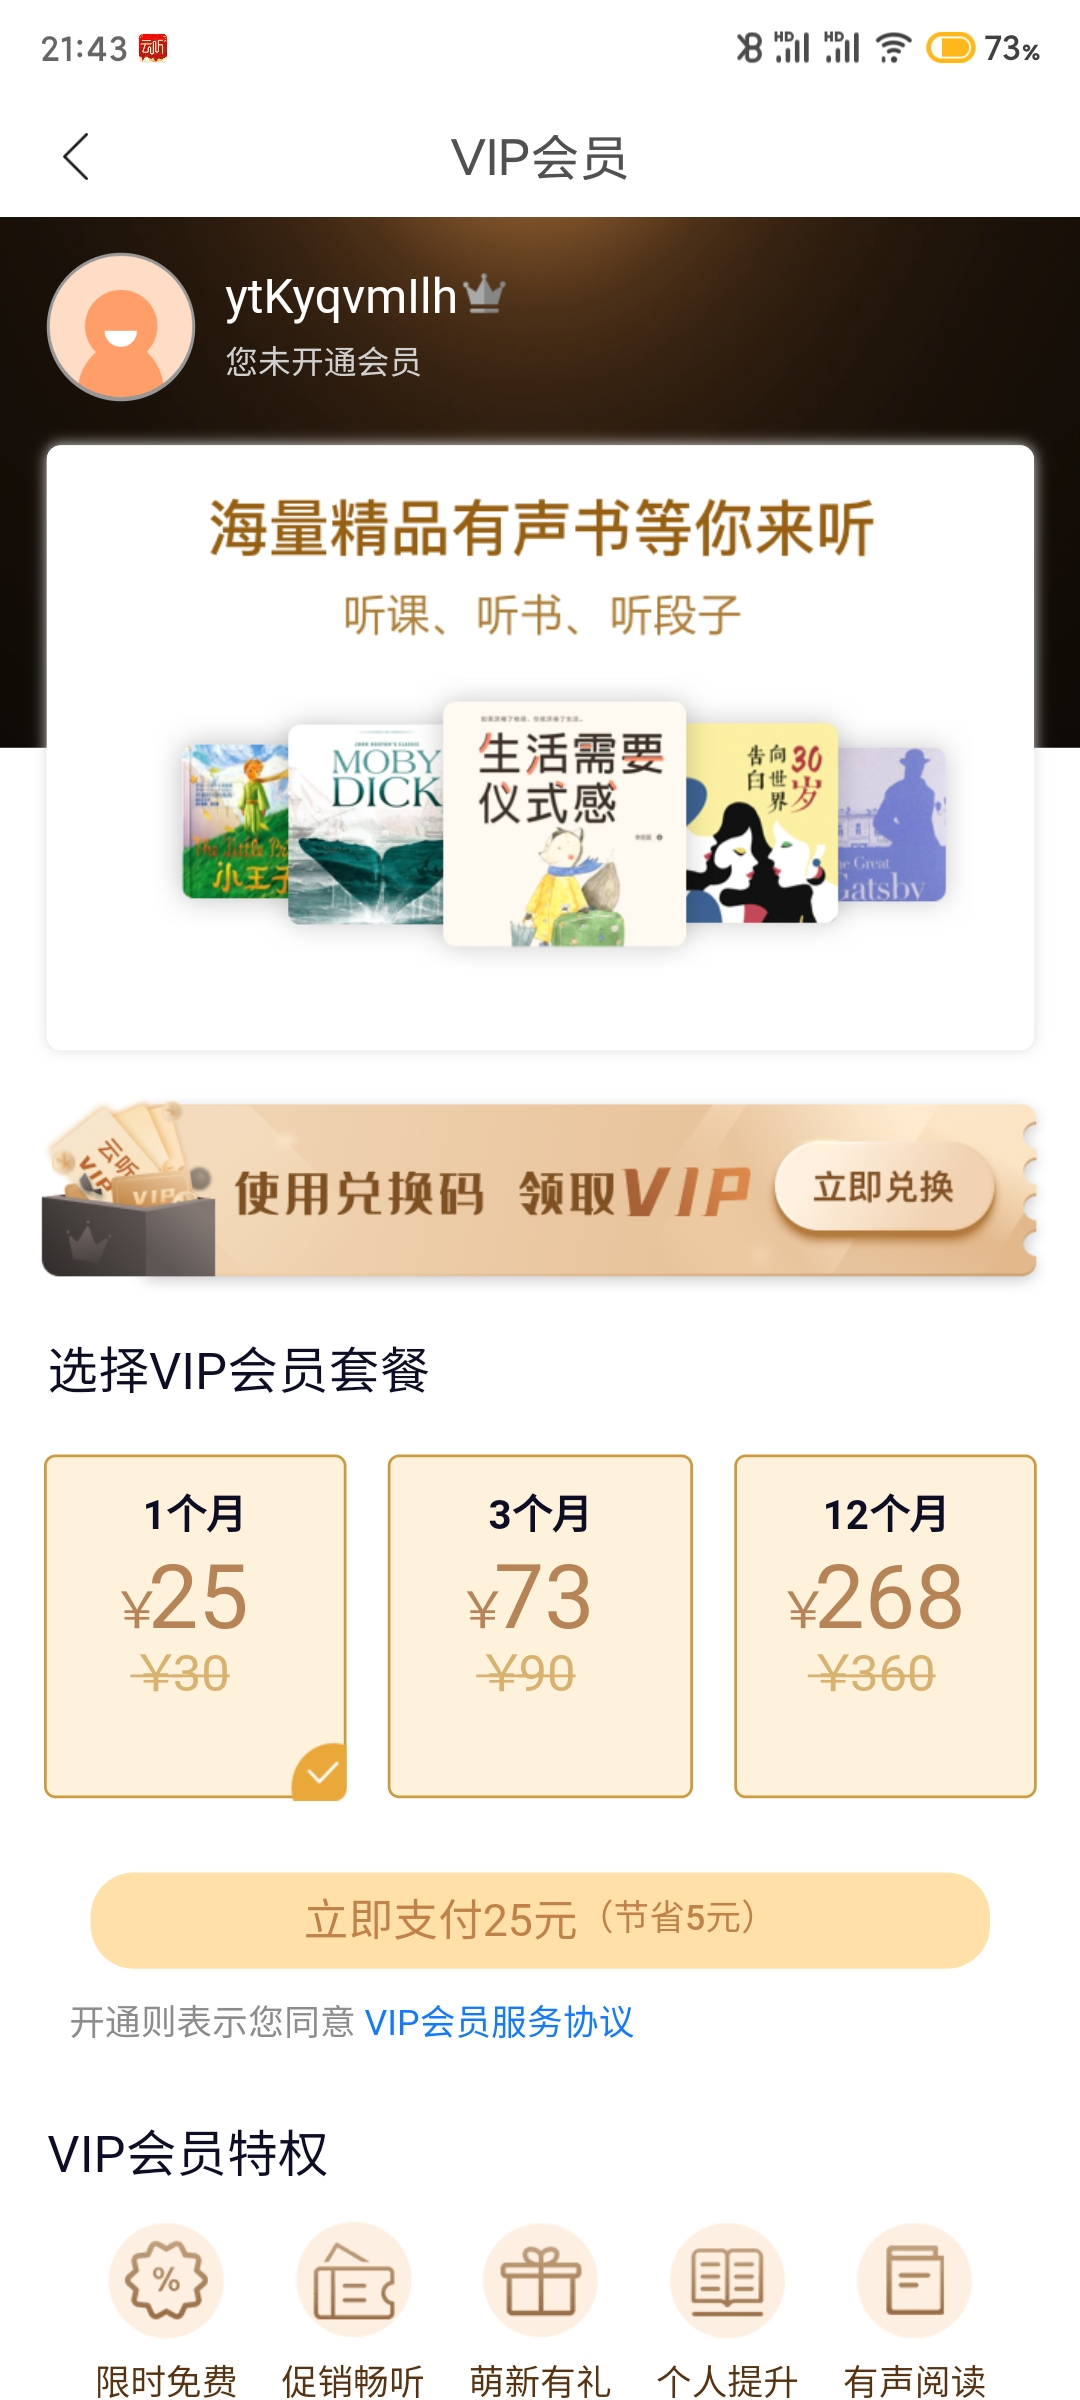 21:43 云听 HD HD 73%
VIP会员
ytKyqvmIlh
您未开通会员
海量精品有声书等你来听
听课、听书、听段子
MOBY
DICK
生活需要
仪式感
30岁
向世界
告白
The Little
小王子
The Great
Gatsby
云听
VIP
VIP
使用兑换码 领取VIP
立即兑换
选择VIP会员套餐
1个月
¥25
¥30
3个月
¥73
¥90
12个月
¥268
¥360
立即支付25元（节省5元）
开通则表示您同意 VIP会员服务协议
VIP会员特权
%
限时免费 促销畅听 萌新有礼 个人提升 有声阅读